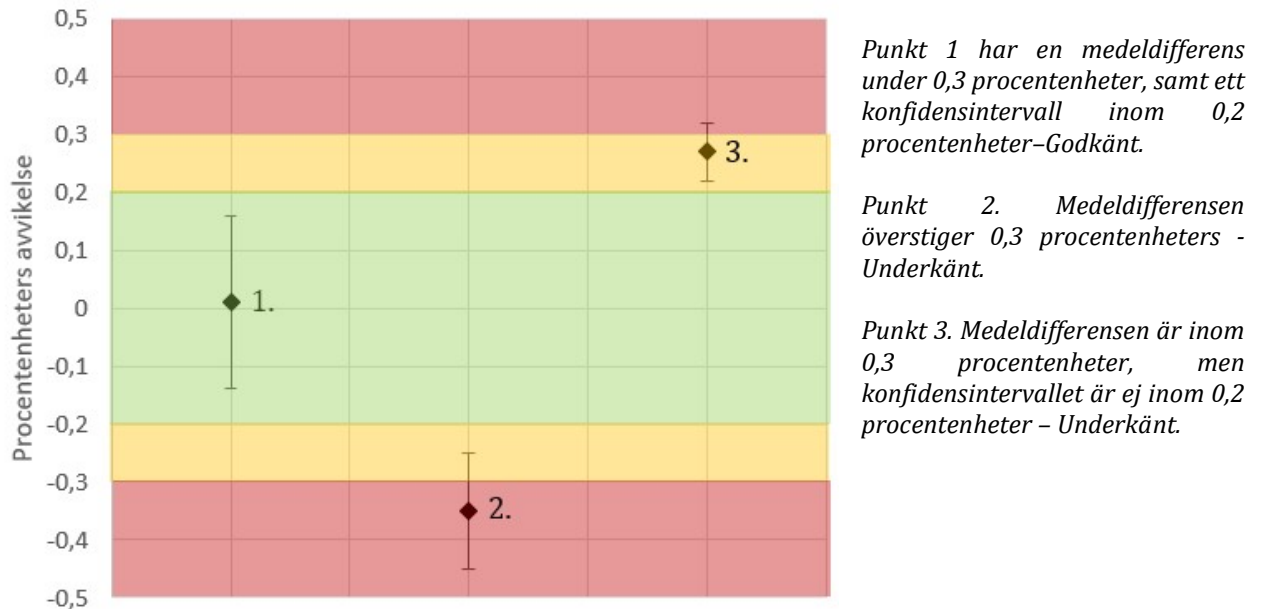 0,5
0,4
0,3
0,2
0,1
0
-0,1
-0,2
-0,3
-0,4
-0,5
Procentenheters avvikelse
1.
2.
3.
Punkt 1 har en medeldifferens
under 0,3 procentenheter, samt ett
konfidensintervall inom 0,2
procentenheter–Godkänt.
Punkt 2. Medeldifferensen
överstiger 0,3 procentenheters -
Underkänt.
Punkt 3. Medeldifferensen är inom
0,3 procentenheter, men
konfidensintervallet är ej inom 0,2
procentenheter – Underkänt.